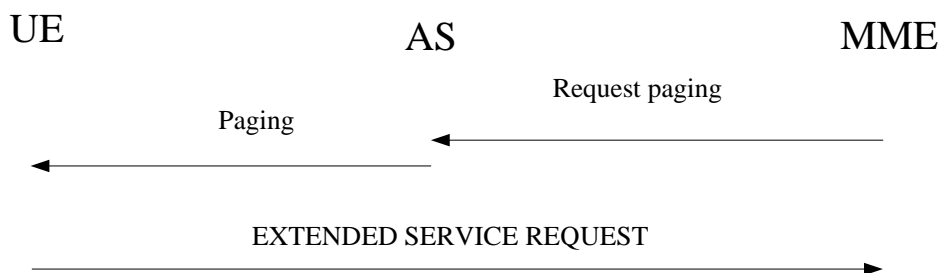 UE
AS
MME
Request paging
Paging
EXTENDED SERVICE REQUEST